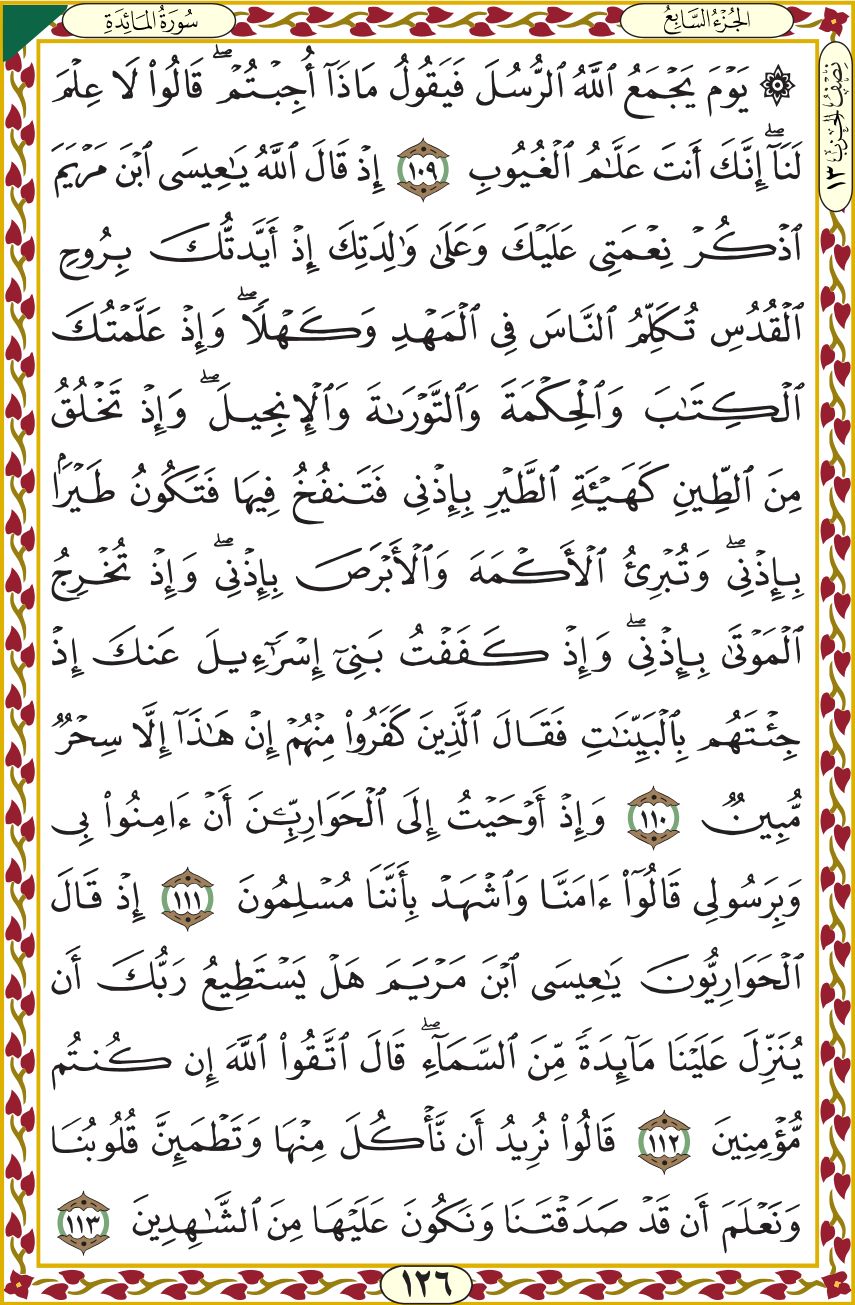 سُورَةُ المَائِدَةِ
الجُزْءُ السَّابِعُ
نِصْفُ الحِزْبِ ١٣
۞ يَوْمَ يَجْمَعُ ٱللَّهُ ٱلرُّسُلَ فَيَقُولُ مَاذَآ أُجِبْتُمْۖ قَالُوا۟ لَا عِلْمَ
لَنَآۖ إِنَّكَ أَنتَ عَلَّٰمُ ٱلْغُيُوبِ ١٠٩ إِذْ قَالَ ٱللَّهُ يَٰعِيسَى ٱبْنَ مَرْيَمَ
ٱذْكُرْ نِعْمَتِى عَلَيْكَ وَعَلَىٰ وَٰلِدَتِكَ إِذْ أَيَّدتُّكَ بِرُوحِ
ٱلْقُدُسِ تُكَلِّمُ ٱلنَّاسَ فِى ٱلْمَهْدِ وَكَهْلًاۖ وَإِذْ عَلَّمْتُكَ
ٱلْكِتَٰبَ وَٱلْحِكْمَةَ وَٱلتَّوْرَىٰةَ وَٱلْإِنجِيلَۖ وَإِذْ تَخْلُقُ
مِنَ ٱلطِّينِ كَهَيْـَٔةِ ٱلطَّيْرِ بِإِذْنِى فَتَنفُخُ فِيهَا فَتَكُونُ طَيْرًۢا
بِإِذْنِىۖ وَتُبْرِئُ ٱلْأَكْمَهَ وَٱلْأَبْرَصَ بِإِذْنِىۖ وَإِذْ تُخْرِجُ
ٱلْمَوْتَىٰ بِإِذْنِىۖ وَإِذْ كَفَفْتُ بَنِىٓ إِسْرَٰٓءِيلَ عَنكَ إِذْ
جِئْتَهُم بِٱلْبَيِّنَٰتِ فَقَالَ ٱلَّذِينَ كَفَرُوا۟ مِنْهُمْ إِنْ هَٰذَآ إِلَّا سِحْرٌ
مُّبِينٌ ١١٠ وَإِذْ أَوْحَيْتُ إِلَى ٱلْحَوَارِيِّـۧنَ أَنْ ءَامِنُوا۟ بِى
وَبِرَسُولِى قَالُوٓا۟ ءَامَنَّا وَٱشْهَدْ بِأَنَّنَا مُسْلِمُونَ ١١١ إِذْ قَالَ
ٱلْحَوَارِيُّونَ يَٰعِيسَى ٱبْنَ مَرْيَمَ هَلْ يَسْتَطِيعُ رَبُّكَ أَن
يُنَزِّلَ عَلَيْنَا مَآئِدَةً مِّنَ ٱلسَّمَآءِۖ قَالَ ٱتَّقُوا۟ ٱللَّهَ إِن كُنتُم
مُّؤْمِنِينَ ١١٢ قَالُوا۟ نُرِيدُ أَن نَّأْكُلَ مِنْهَا وَتَطْمَئِنَّ قُلُوبُنَا
وَنَعْلَمَ أَن قَدْ صَدَقْتَنَا وَنَكُونَ عَلَيْهَا مِنَ ٱلشَّٰهِدِينَ ١١٣
١٢٦